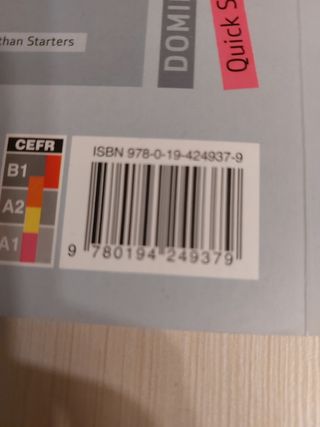 than Starters
DOMI
Quick S
CEFR
B1
A2
A1
ISBN 978-0-19-424937-9
9 780194 249379